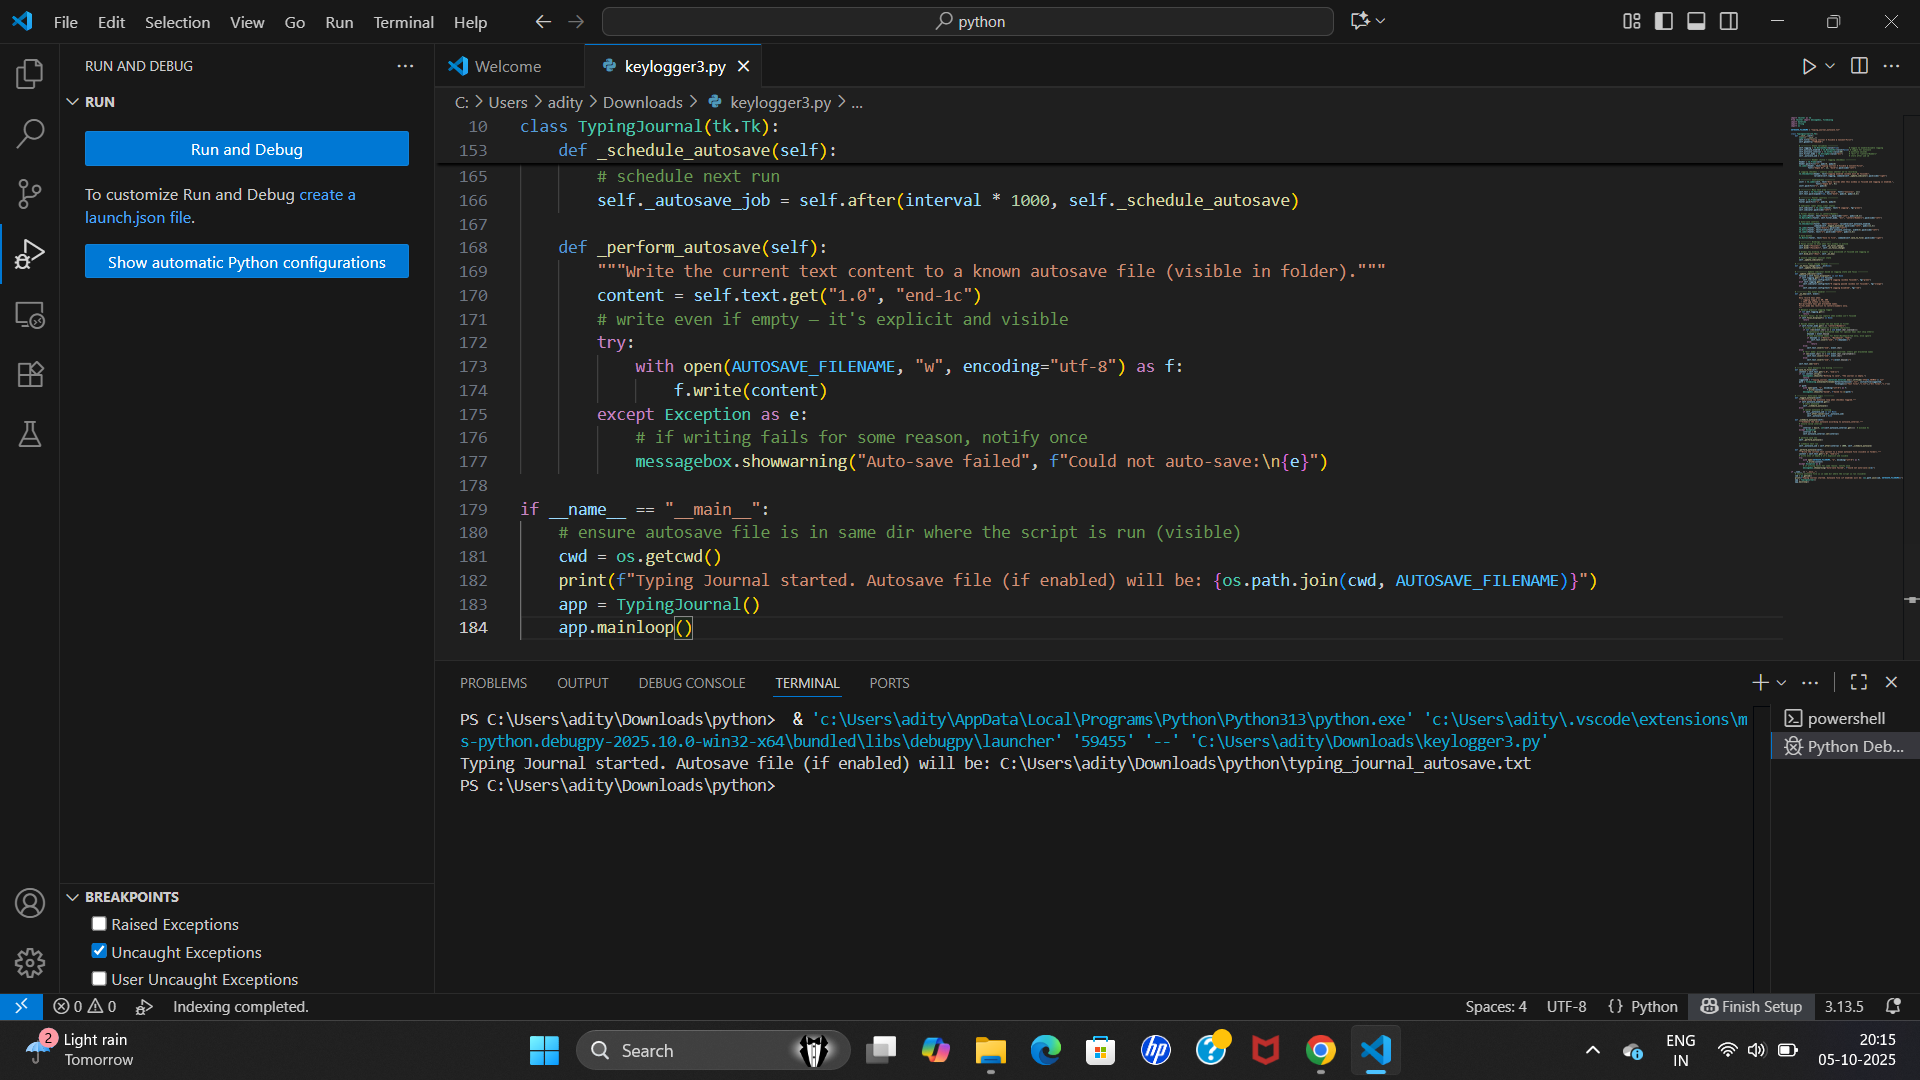 File Edit Selection View Go Run Terminal Help
python
RUN AND DEBUG
RUN
Run and Debug
To customize Run and Debug create a
launch.json file.
Show automatic Python configurations
Welcome
keylogger3.py
C: > Users > adity > Downloads > keylogger3.py > ...
10 class TypingJournal(tk.Tk):
153 def _schedule_autosave(self):
165 # schedule next run
166 self._autosave_job = self.after(interval * 1000, self._schedule_autosave)
167
168 def _perform_autosave(self):
169 """Write the current text content to a known autosave file (visible in folder)."""
170 content = self.text.get("1.0", "end-1c")
171 # write even if empty — it's explicit and visible
172 try:
173 with open(AUTOSAVE_FILENAME, "w", encoding="utf-8") as f:
174 f.write(content)
175 except Exception as e:
176 # if writing fails for some reason, notify once
177 messagebox.showwarning("Auto-save failed", f"Could not auto-save:\n{e}")
178
179 if __name__ == "__main__":
180 # ensure autosave file is in same dir where the script is run (visible)
181 cwd = os.getcwd()
182 print(f"Typing Journal started. Autosave file (if enabled) will be: {os.path.join(cwd, AUTOSAVE_FILENAME)}")
183 app = TypingJournal()
184 app.mainloop()
PROBLEMS OUTPUT DEBUG CONSOLE TERMINAL PORTS
PS C:\Users\adity\Downloads\python> & 'c:\Users\adity\AppData\Local\Programs\Python\Python313\python.exe' 'c:\Users\adity\.vscode\extensions\m
s-python.debugpy-2025.10.0-win32-x64\bundled\libs\debugpy\launcher' '59455' '--' 'C:\Users\adity\Downloads\keylogger3.py'
Typing Journal started. Autosave file (if enabled) will be: C:\Users\adity\Downloads\python\typing_journal_autosave.txt
PS C:\Users\adity\Downloads\python>
powershell
Python Deb...
BREAKPOINTS
Raised Exceptions
Uncaught Exceptions
User Uncaught Exceptions
0 0 Indexing completed.
Spaces: 4 UTF-8 {} Python Finish Setup 3.13.5
2
Light rain
Tomorrow
Search
hp
ENG
IN
20:15
05-10-2025